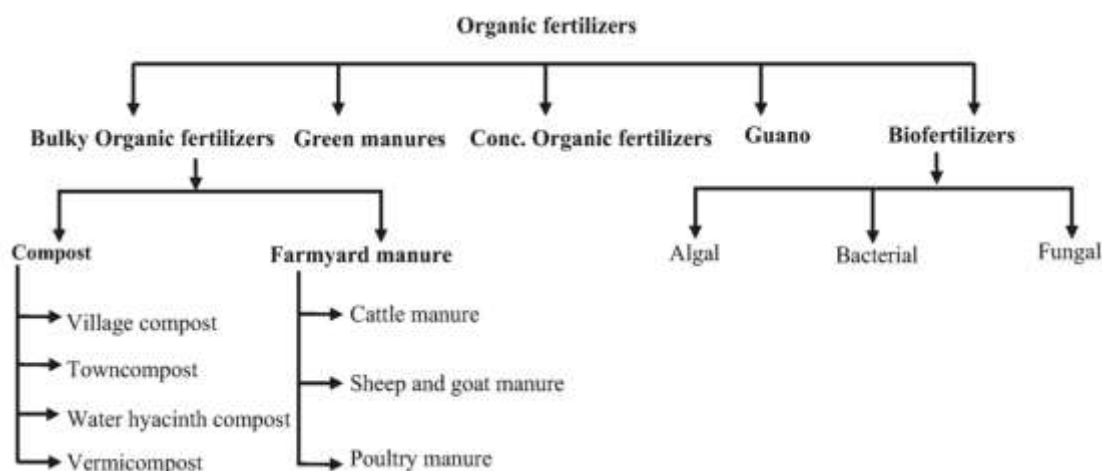 Organic fertilizers
Bulky Organic fertilizers
Green manures
Conc. Organic fertilizers
Guano
Biofertilizers
Compost
Farmyard manure
Algal
Bacterial
Fungal
Village compost
Towncompost
Water hyacinth compost
Vermicompost
Cattle manure
Sheep and goat manure
Poultry manure